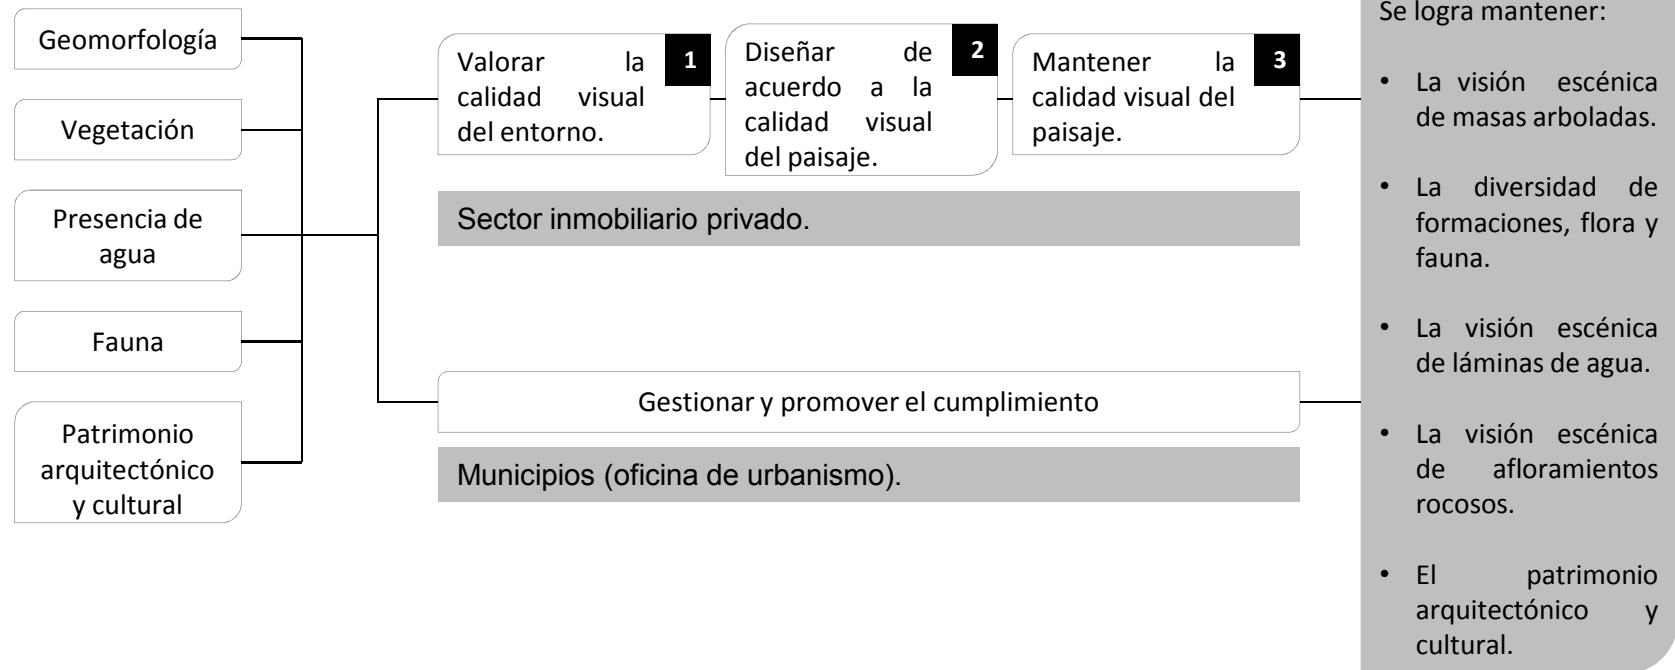 Geomorfología
Vegetación
Presencia de
agua
Fauna
Patrimonio
arquitectónico
y cultural
Valorar la
calidad visual
del entorno.
1
Diseñar de
acuerdo a la
calidad visual
del paisaje.
2
Mantener la
calidad visual del
paisaje.
3
Sector inmobiliario privado.
Gestionar y promover el cumplimiento
Municipios (oficina de urbanismo).
Se logra mantener:
• La visión escénica
de masas arboladas.
• La diversidad de
formaciones, flora y
fauna.
• La visión escénica
de láminas de agua.
• La visión escénica
de afloramientos
rocosos.
• El patrimonio
arquitectónico y
cultural.